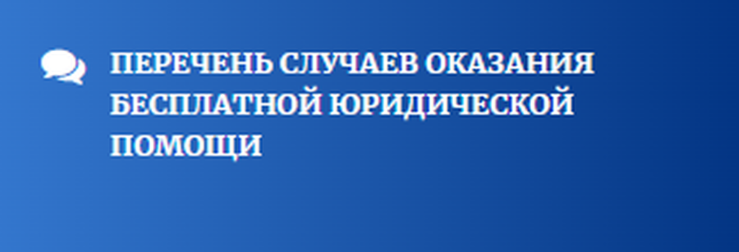 ПЕРЕЧЕНЬ СЛУЧАЕВ ОКАЗАНИЯ
БЕСПЛАТНОЙ ЮРИДИЧЕСКОЙ
ПОМОЩИ